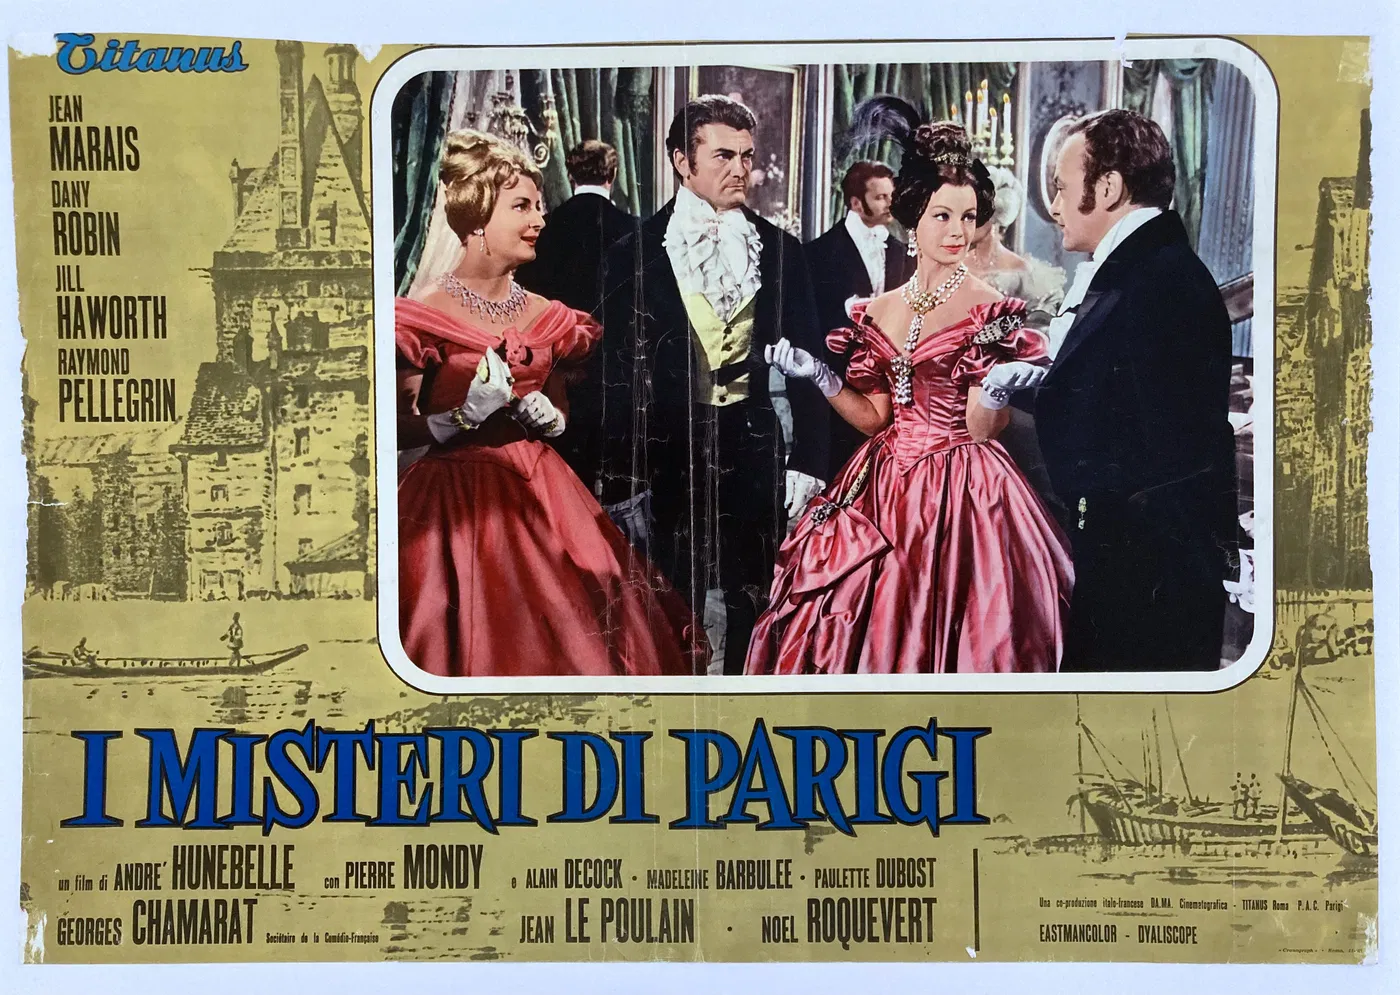 Titanus
JEAN
MARAIS
DANY
ROBIN
JILL
HAWORTH
RAYMOND
PELLEGRIN
I MISTERI DI PARIGI
un film di ANDRE' HUNEBELLE con PIERRE MONDY e ALAIN DECOCK • MADELEINE BARBULEE • PAULETTE DUBOST
GEORGES CHAMARAT Sociétaire de la Comédie-Française JEAN LE POULAIN • NOEL ROQUEVERT
Una co-produzione italo-francese DA.MA. Cinematografica - TITANUS Roma P.A.C. Parigi
EASTMANCOLOR - DYALISCOPE